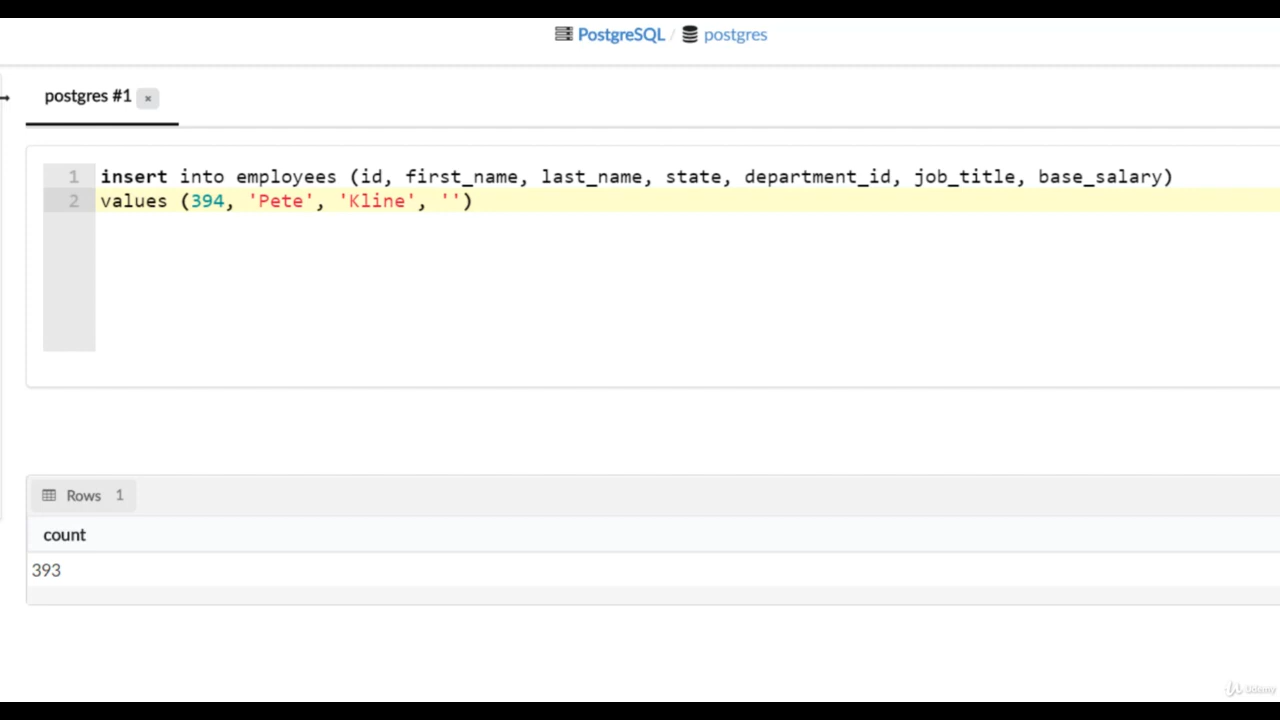 PostgreSQL / postgres
postgres #1 ×
1 insert into employees (id, first_name, last_name, state, department_id, job_title, base_salary)
2 values (394, 'Pete', 'Kline', '')
Rows 1
count
393
Udemy